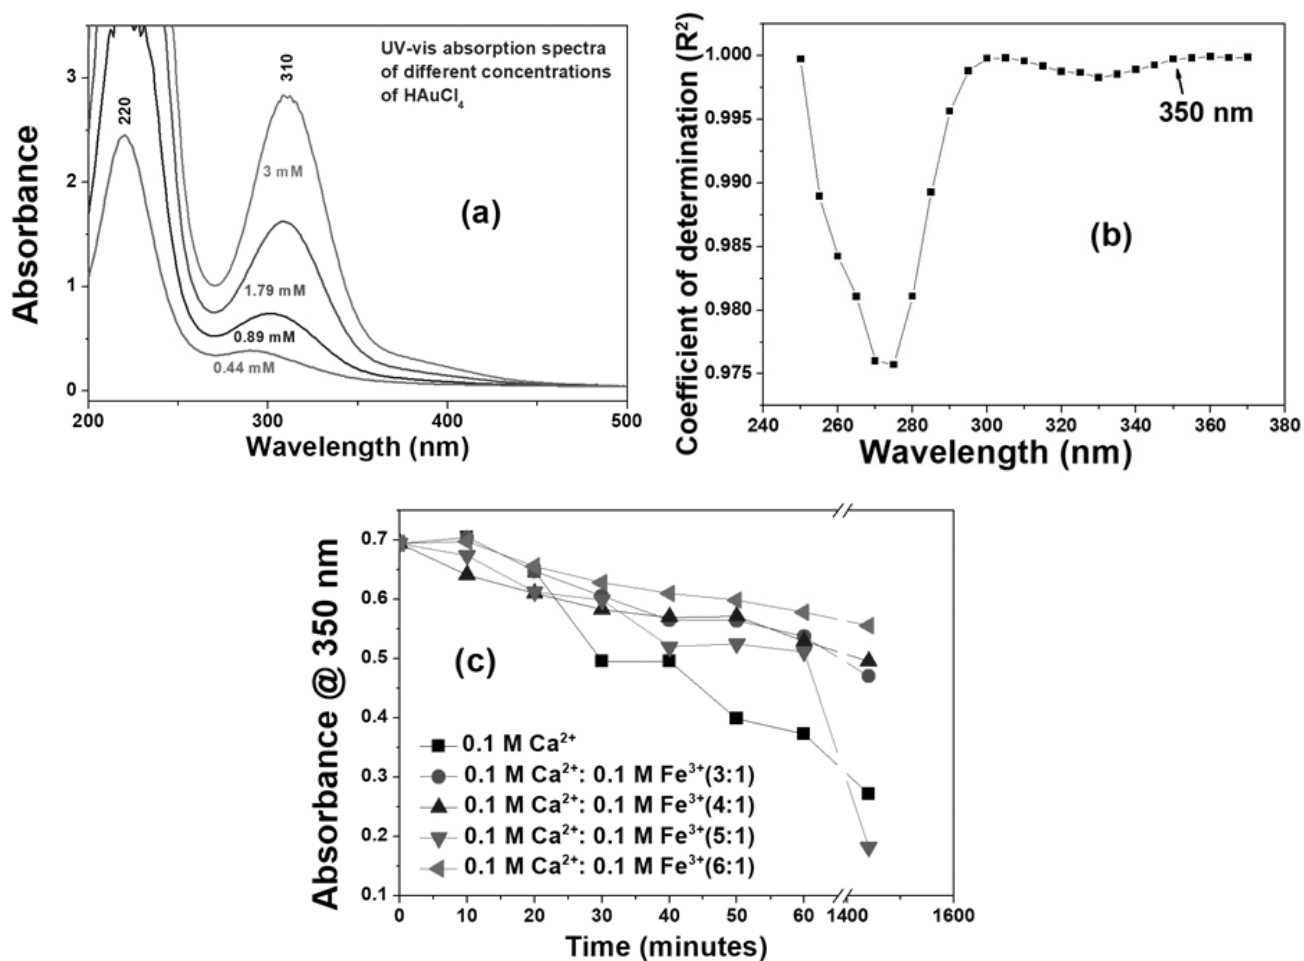 UV-vis absorption spectra
of different concentrations
of HAuCl₄
220
310
3 mM
1.79 mM
0.89 mM
0.44 mM
(a)
Absorbance
3
2
1
0
200
300
400
500
Wavelength (nm)
Coefficient of determination (R²)
1.000
0.995
0.990
0.985
0.980
0.975
350 nm
(b)
240
260
280
300
320
340
360
380
Wavelength (nm)
Absorbance @ 350 nm
0.7
0.6
0.5
0.4
0.3
0.2
0.1
(c)
0.1 M Ca²⁺
0.1 M Ca²⁺: 0.1 M Fe³⁺(3:1)
0.1 M Ca²⁺: 0.1 M Fe³⁺(4:1)
0.1 M Ca²⁺: 0.1 M Fe³⁺(5:1)
0.1 M Ca²⁺: 0.1 M Fe³⁺(6:1)
0
10
20
30
40
50
60
1400
1600
Time (minutes)